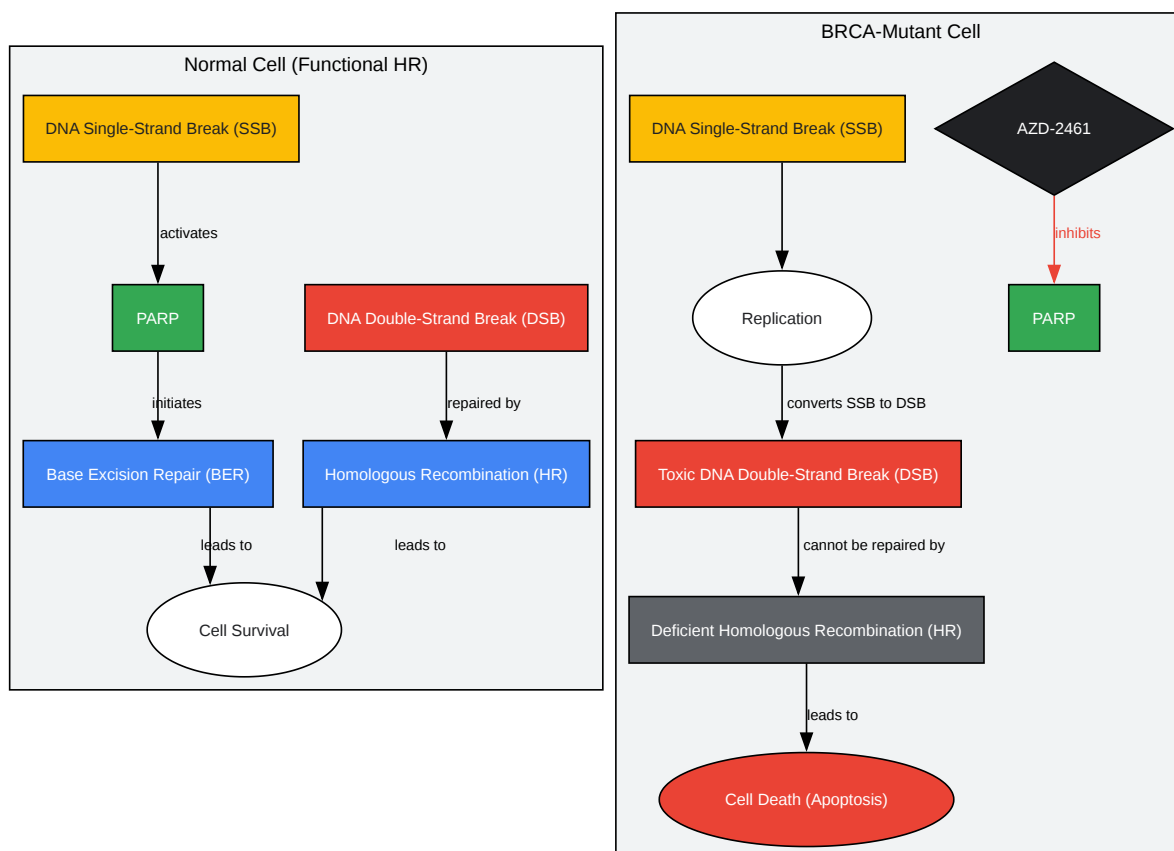 Normal Cell (Functional HR)
DNA Single-Strand Break (SSB)
activates
PARP
DNA Double-Strand Break (DSB)
initiates
repaired by
Base Excision Repair (BER)
Homologous Recombination (HR)
leads to
leads to
Cell Survival
BRCA-Mutant Cell
DNA Single-Strand Break (SSB)
AZD-2461
inhibits
Replication
PARP
converts SSB to DSB
Toxic DNA Double-Strand Break (DSB)
cannot be repaired by
Deficient Homologous Recombination (HR)
leads to
Cell Death (Apoptosis)